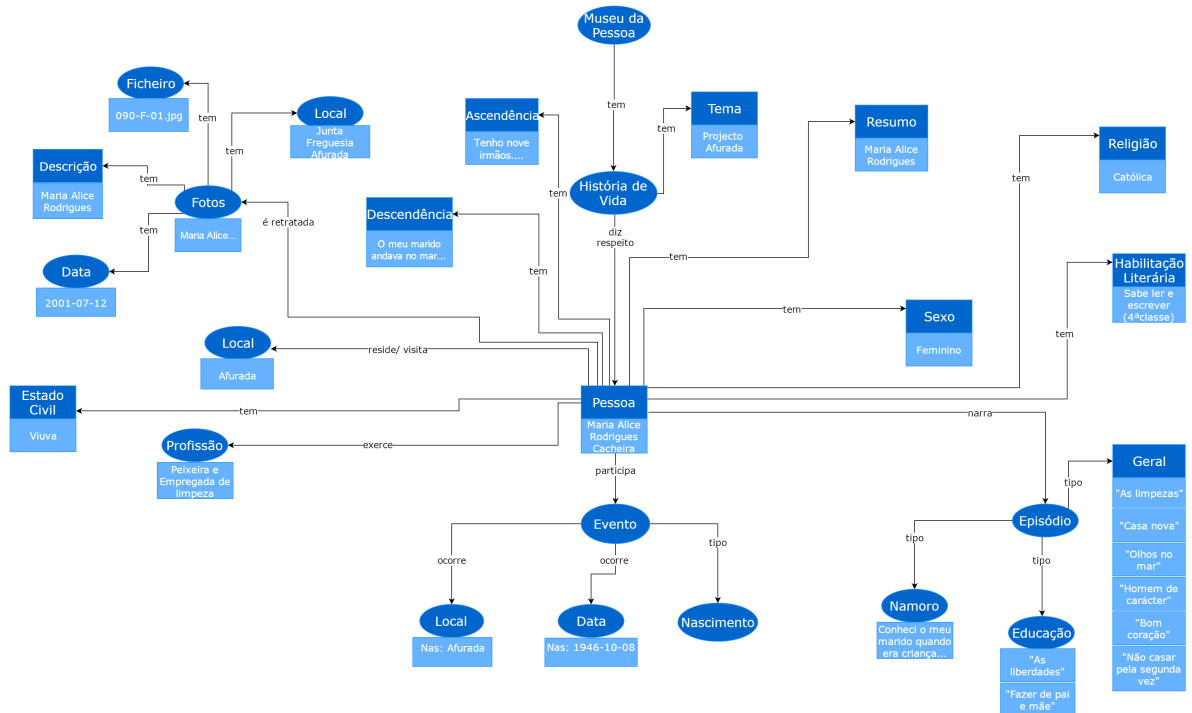 Museu da
Pessoa
tem
Ficheiro
090-F-01.jpg
tem
Local
Junta
Freguesia
Afurada
tem
Descrição
Maria Alice
Rodrigues
tem
Fotos
Maria Alice...
tem
Data
2001-07-12
é retratada
Ascendência
Tenho nove
irmãos....
tem
Descendência
O meu marido
andava no mar...
tem
História de
Vida
tem
Tema
Projecto
Afurada
diz
respeito
Resumo
Maria Alice
Rodrigues
tem
Religião
Católica
tem
Habilitação
Literária
Sabe ler e
escrever
(4ªclasse)
tem
Sexo
Feminino
tem
Local
Afurada
reside/ visita
Estado
Civil
Viuva
tem
Profissão
Peixeira e
Empregada de
limpeza
exerce
Pessoa
Maria Alice
Rodrigues
Cacheira
narra
participa
Evento
ocorre
ocorre
tipo
Local
Nas: Afurada
Data
Nas: 1946-10-08
Nascimento
Episódio
tipo
tipo
tipo
Namoro
Conheci o meu
marido quando
era criança...
Educação
"As
liberdades"
"Fazer de pai
e mãe"
Geral
"As limpezas"
"Casa nova"
"Olhos no
mar"
"Homem de
carácter"
"Bom
coração"
"Não casar
pela segunda
vez"